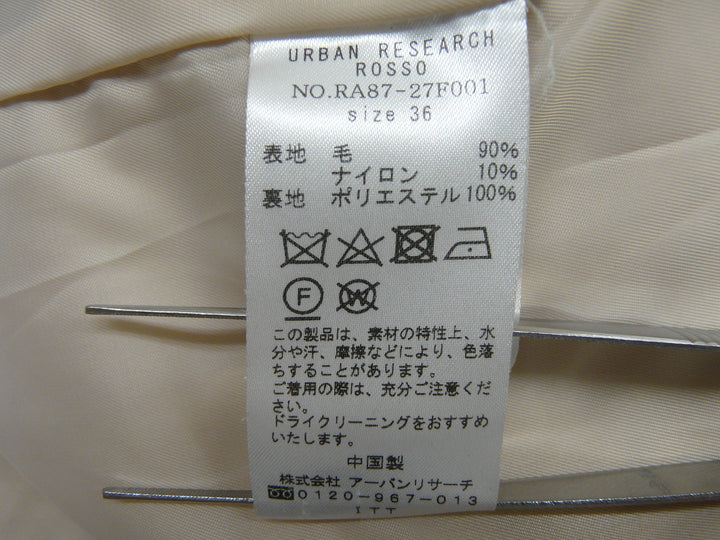 URBAN RESEARCH
ROSSO
NO.RA87-27F001
size 36
表地 毛 90%
ナイロン 10%
裏地 ポリエステル 100%
F W
この製品は、素材の特性上、水
分や汗、摩擦などにより、色落
ちすることがあります。
ご着用の際は、充分ご注意くだ
さい。
ドライクリーニングをおすすめ
いたします。
中国製
株式会社 アーバンリサーチ
0120-967-013
ITT